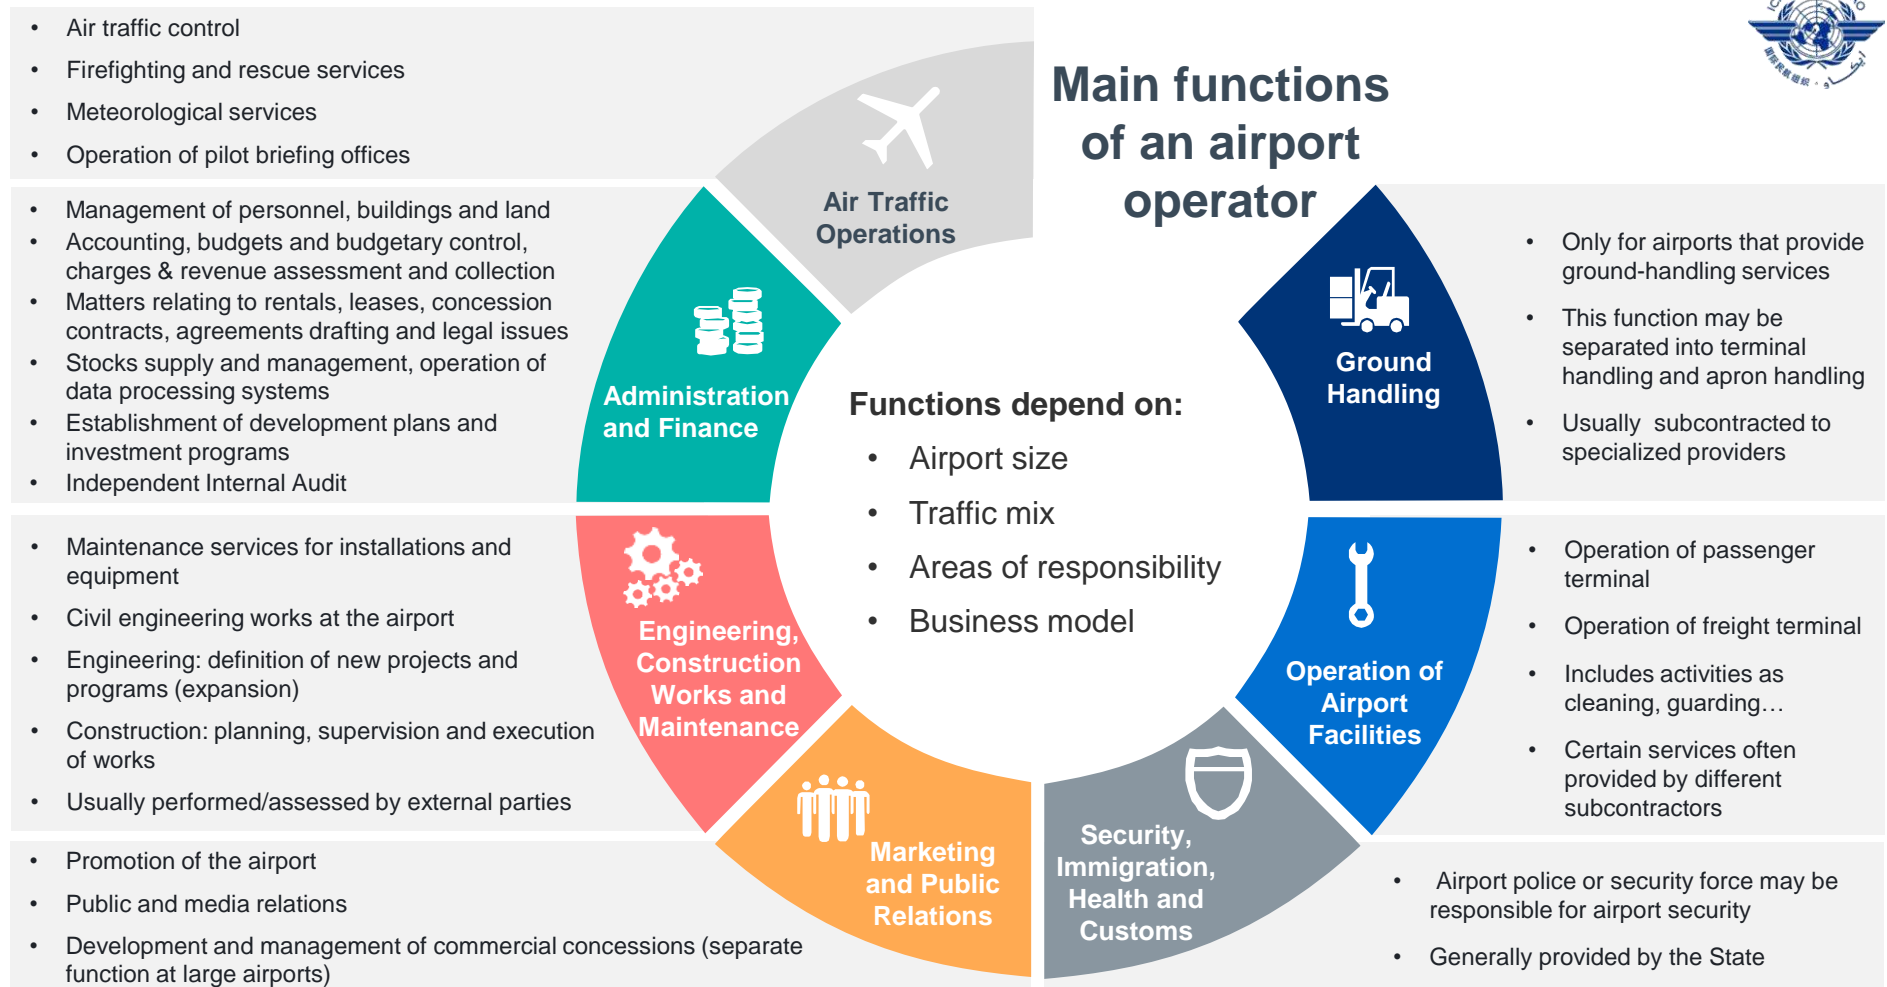 Main functions
of an airport
operator
• Air traffic control
• Firefighting and rescue services
• Meteorological services
• Operation of pilot briefing offices
Air Traffic
Operations
• Management of personnel, buildings and land
• Accounting, budgets and budgetary control,
charges & revenue assessment and collection
• Matters relating to rentals, leases, concession
contracts, agreements drafting and legal issues
• Stocks supply and management, operation of
data processing systems
• Establishment of development plans and
investment programs
• Independent Internal Audit
Administration
and Finance
• Maintenance services for installations and
equipment
• Civil engineering works at the airport
• Engineering: definition of new projects and
programs (expansion)
• Construction: planning, supervision and execution
of works
• Usually performed/assessed by external parties
Engineering,
Construction
Works and
Maintenance
• Promotion of the airport
• Public and media relations
• Development and management of commercial concessions (separate
function at large airports)
Marketing
and Public
Relations
Functions depend on:
• Airport size
• Traffic mix
• Areas of responsibility
• Business model
Ground
Handling
• Only for airports that provide
ground-handling services
• This function may be
separated into terminal
handling and apron handling
• Usually subcontracted to
specialized providers
Operation of
Airport
Facilities
• Operation of passenger
terminal
• Operation of freight terminal
• Includes activities as
cleaning, guarding…
• Certain services often
provided by different
subcontractors
Security,
Immigration,
Health and
Customs
• Airport police or security force may be
responsible for airport security
• Generally provided by the State